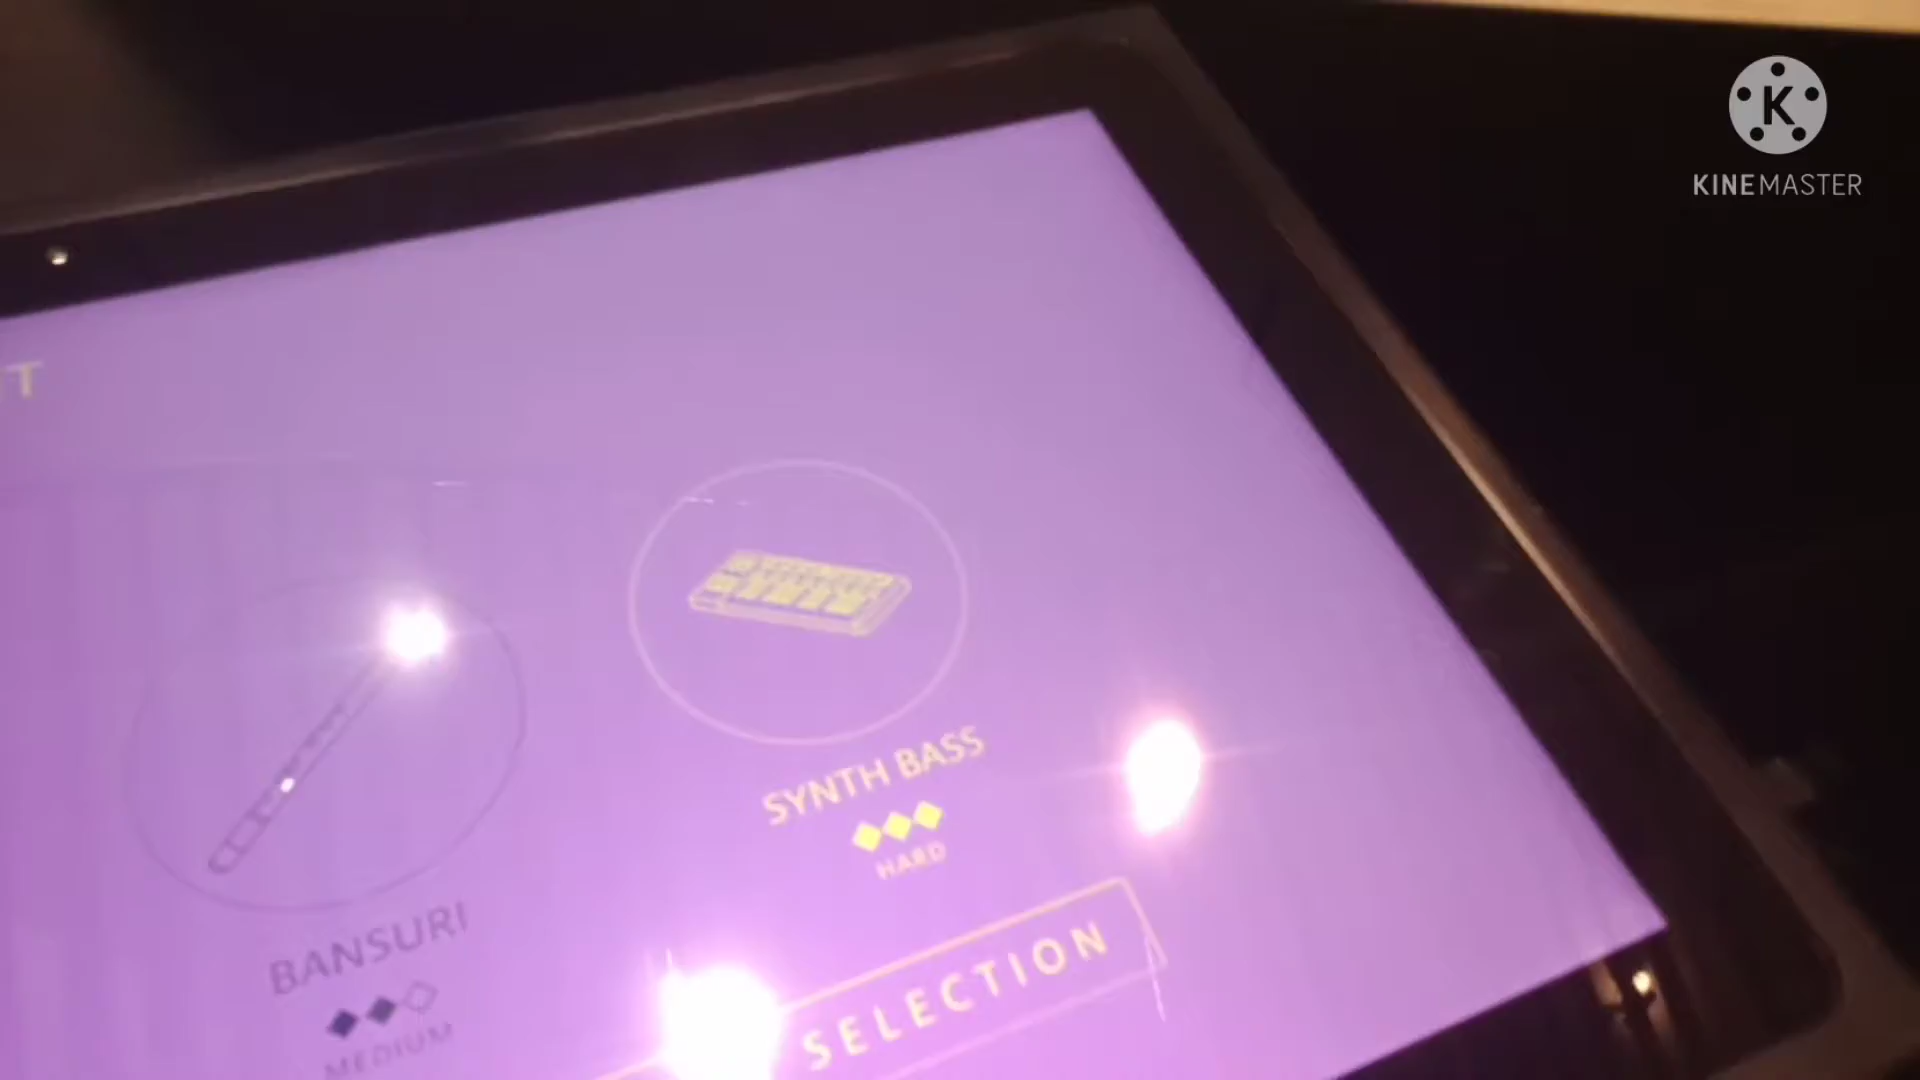 KINEMASTER
T
SYNTH BASS
HARD
BANSURI
MEDIUM
SELECTION